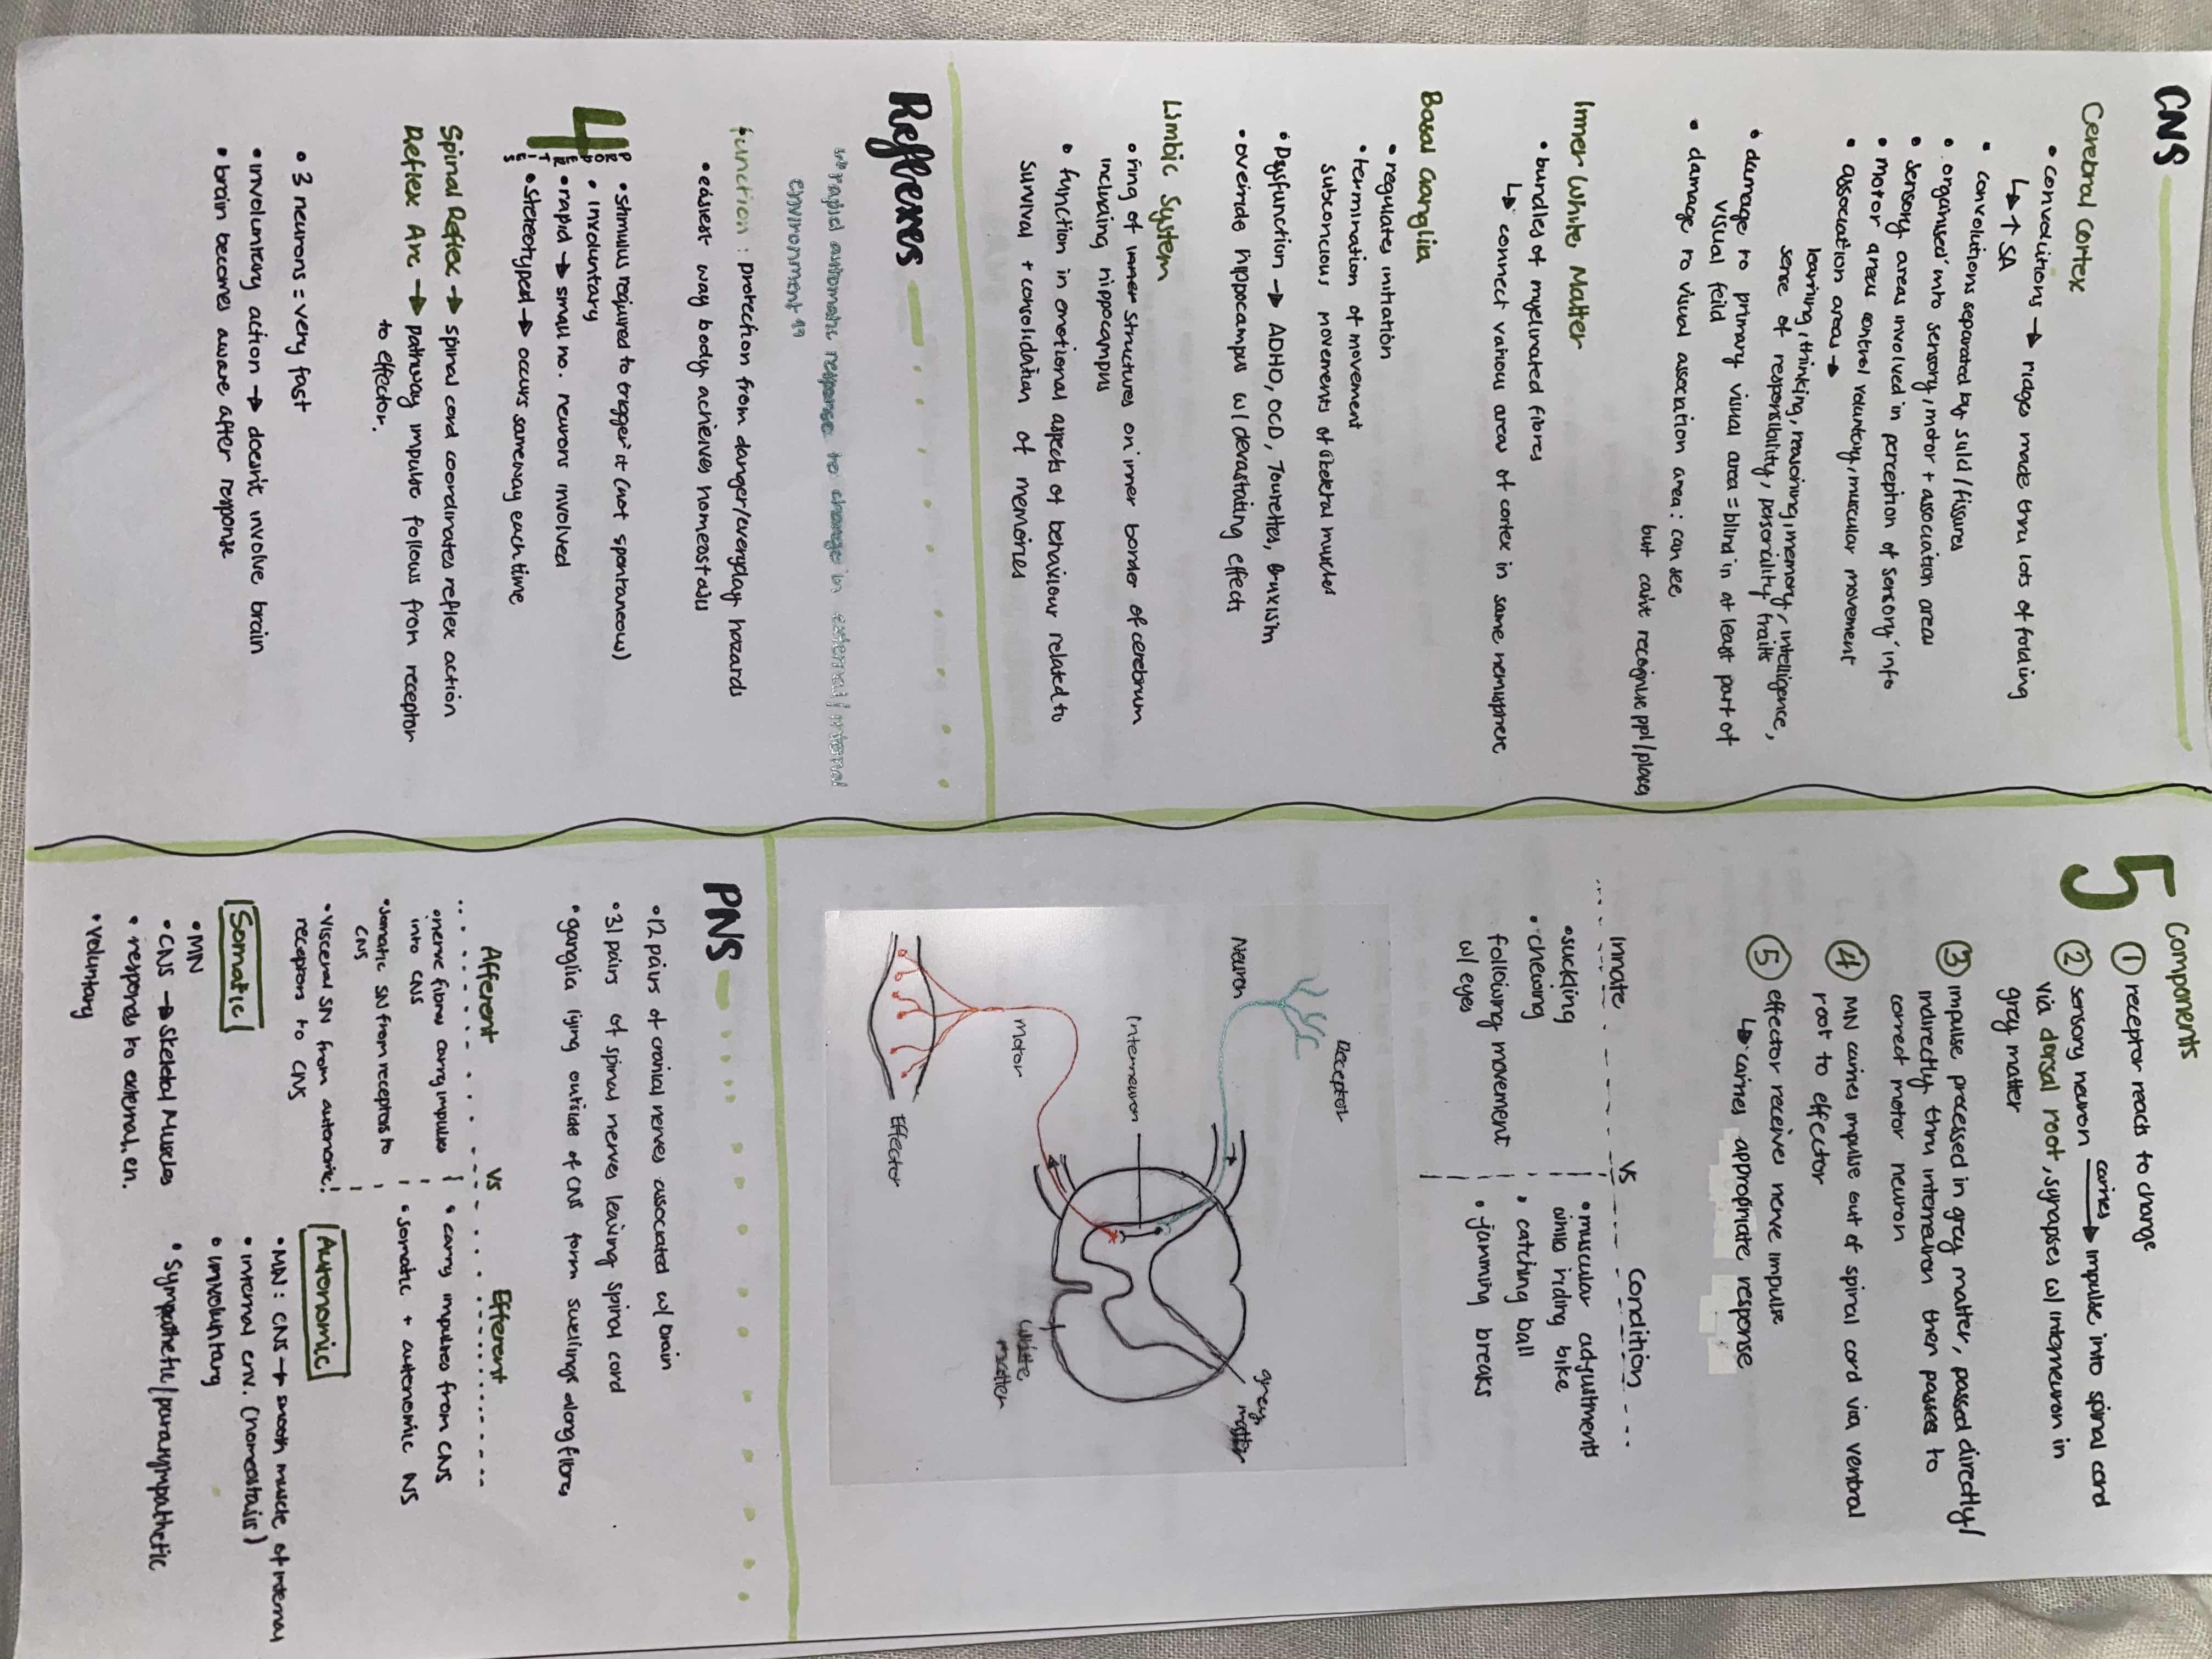 CNS
Cerebral Cortex
• convolutions → ridges made thru lots of folding
↳ ↑ SA
• convolutions separated by sulci / fissures
• organised into sensory, motor + association areas
• sensory areas involved in perception of sensory info
• motor areas control voluntary, muscular movement
• association areas →
learning, thinking, reasoning, memory, intelligence,
sense of responsibility, personality traits
• damage to primary visual area = blind in at least part of
visual feild
• damage to visual association area : can see
but can't recognise ppl/places
Inner White Matter
• bundles of myelinated fibres
↳ connect various areas of cortex in same hemisphere
Basal Ganglia
• regulates initiation
• termination of movement
subconcious movements of skeletal muscles
• Dysfunction → ADHD, OCD, Tourettes, Bruxism
• override hippocampus w/ devastating effects
Limbic System
• ring of structures on inner border of cerebrum
including hippocampus
• function in emotional aspects of behaviour related to
survival + consolidation of memories
Reflexes
"rapid automatic response to change in external / internal
environment"
function : protection from danger/everyday hazards
• easiest way body achieves homeostasis
4 PROPERTIES
• stimulus required to trigger it (not spontaneous)
• involuntary
• rapid → small no. neurons involved
• stereotyped → occurs sameway each time
Spinal Reflex → spinal cord coordinates reflex action
Reflex Arc → pathway impulse follows from receptor
to effector.
• 3 neurons = very fast
• involuntary action → doesn't involve brain
• brain becomes aware after response
5 Components
① receptor reacts to change
② sensory neuron carries → impulse into spinal cord
via dorsal root, synapses w/ interneuron in
grey matter
③ impulse processed in grey matter, passed directly/
indirectly thru interneuron then passes to
correct motor neuron
④ MN carries impulse out of spinal cord via ventral
root to effector
⑤ effector receives nerve impulse
↳ carries appropriate response
Innate vs Condition
• suckling
• chewing
following movement
w/ eyes
• muscular adjustments
while riding bike
• catching ball
• jamming breaks
Receptor
Neuron
Interneuron
Motor
Effector
grey
matter
white
matter
PNS
• 12 pairs of cranial nerves associated w/ brain
• 31 pairs of spinal nerves leaving spinal cord
• ganglia lying outside of CNS form swellings along fibres
Afferent vs Efferent
• nerve fibres carry impulses
into CNS
• somatic SN from receptors to
CNS
• visceral SN from autonomic
receptors to CNS
• carry impulses from CNS
• somatic + autonomic NS
Somatic
• MN
• CNS → Skeletal Muscles
• responds to external en.
• voluntary
Autonomic
• MN : CNS → smooth muscle of internal
• internal env. (homeostasis)
• involuntary
• sympathetic/parasympathetic